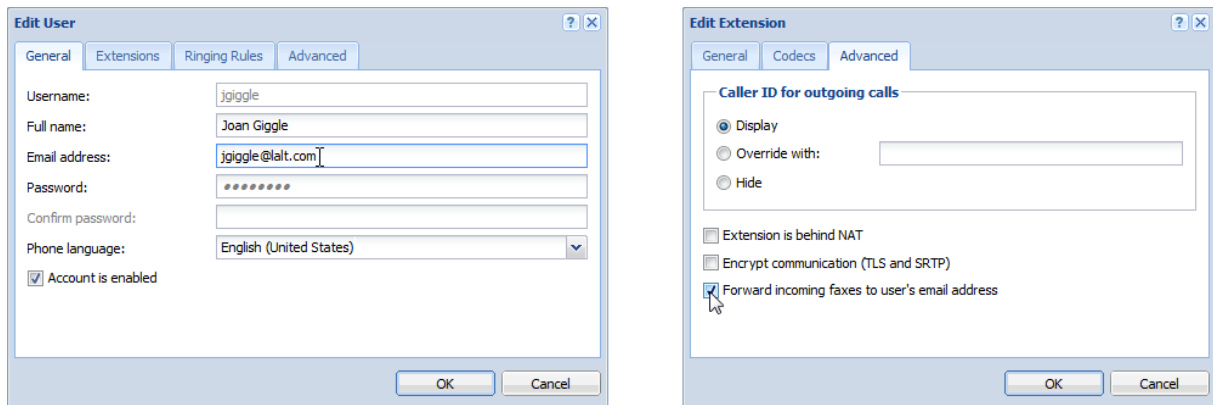 Edit User
General Extensions Ringing Rules Advanced
Username: jgiggle
Full name: Joan Giggle
Email address: jgiggle@lalt.com
Password:
Confirm password:
Phone language: English (United States)
Account is enabled
OK Cancel
Edit Extension
General Codecs Advanced
Caller ID for outgoing calls
Display
Override with:
Hide
Extension is behind NAT
Encrypt communication (TLS and SRTP)
Forward incoming faxes to user's email address
OK Cancel